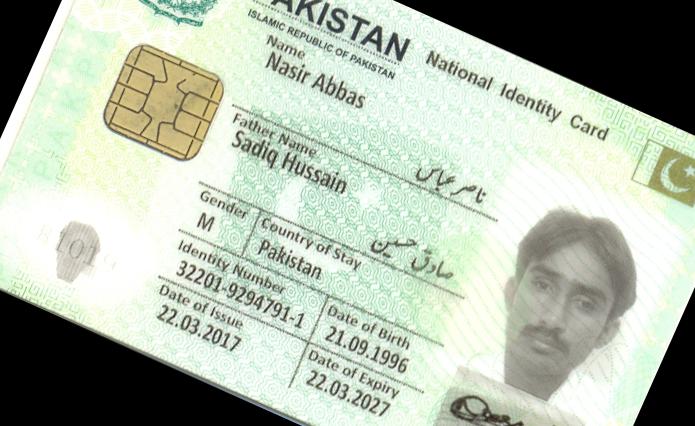 PAKISTAN National Identity Card
ISLAMIC REPUBLIC OF PAKISTAN
Name
Nasir Abbas
ناصر عباس
Father Name
Sadiq Hussain
صادق حسین
Gender
M
Country of Stay
Pakistan
Identity Number
32201-9294791-1
Date of Birth
21.09.1996
Date of Issue
22.03.2017
Date of Expiry
22.03.2027